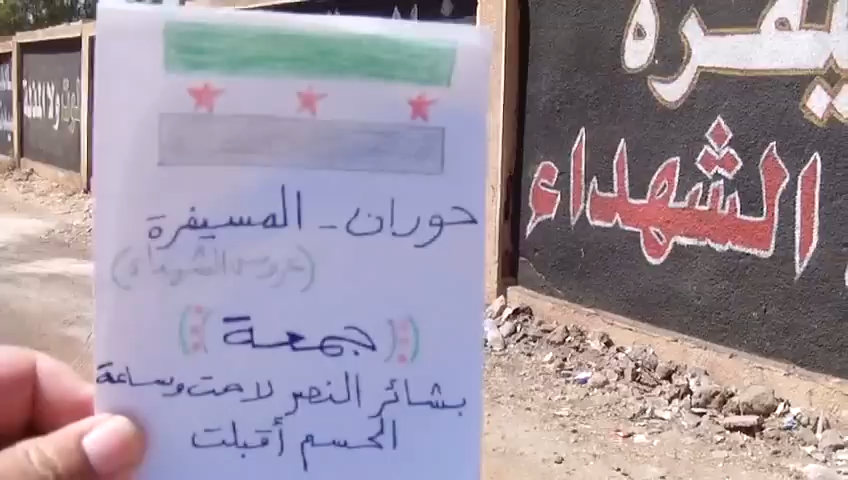 حوران - المسيفرة
(عروس الشهداء)
(( جمعة ))
بشائر النصر لاحت وساعة
الحسم أقبلت
الشهداء